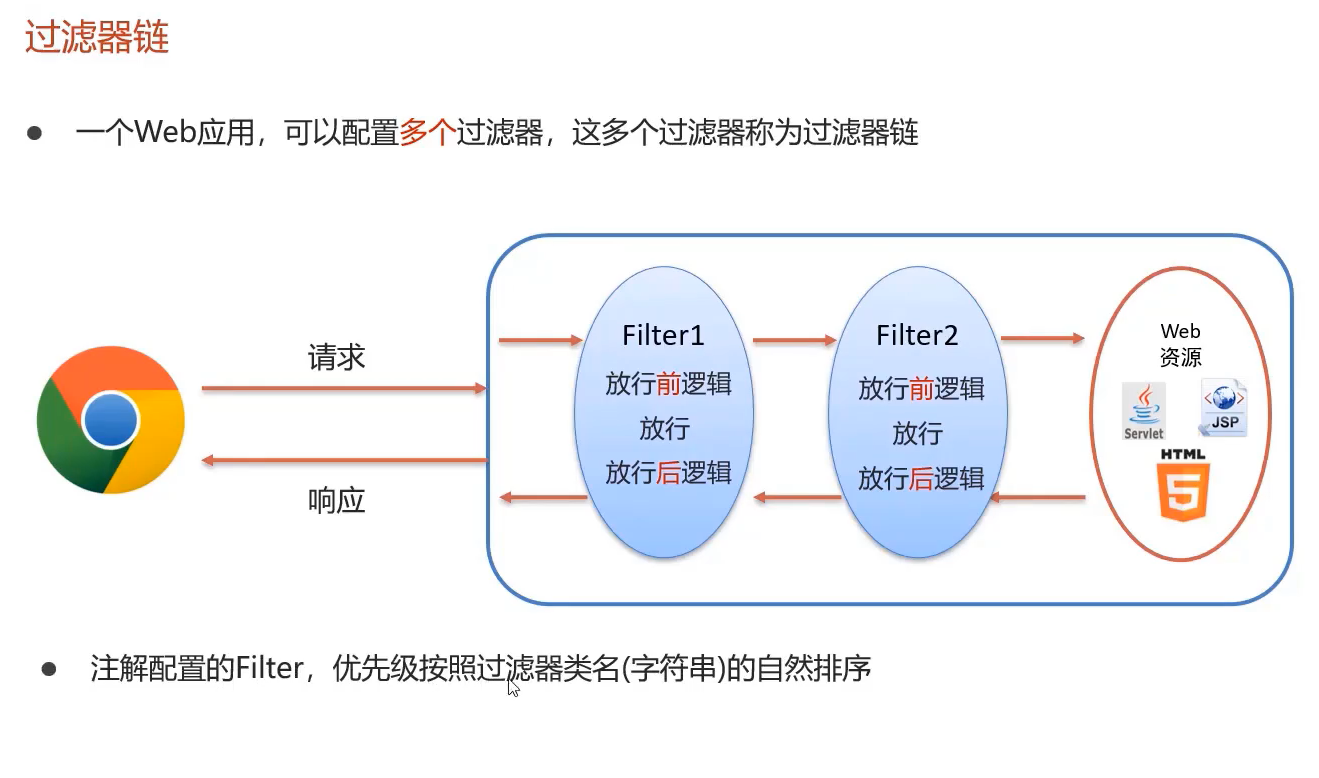 过滤器链
一个Web应用，可以配置多个过滤器，这多个过滤器称为过滤器链
请求
响应
Filter1
放行前逻辑
放行
放行后逻辑
Filter2
放行前逻辑
放行
放行后逻辑
Web
资源
Servlet
JSP
HTML
5
注解配置的Filter，优先级按照过滤器类名(字符串)的自然排序